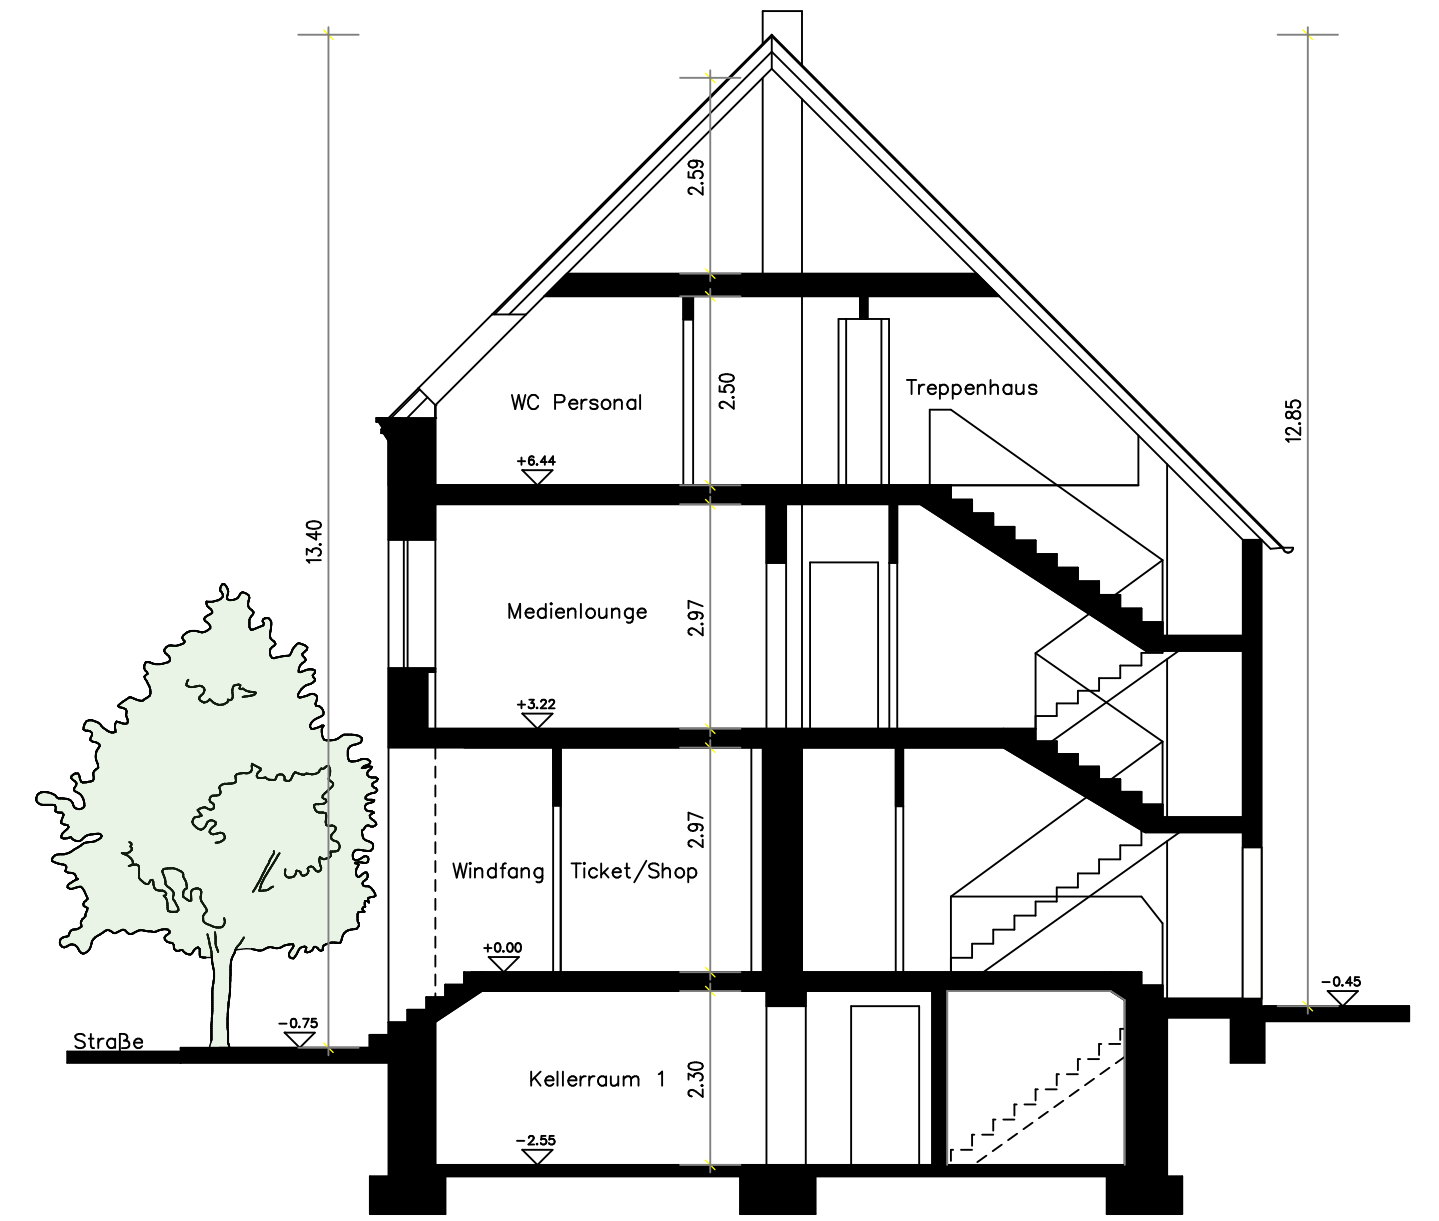 2.59
2.50
WC Personal
Treppenhaus
12.85
+6.44
13.40
Medienlounge
2.97
+3.22
2.97
Windfang
Ticket/Shop
+0.00
-0.45
-0.75
Straße
Kellerraum 1
2.30
-2.55